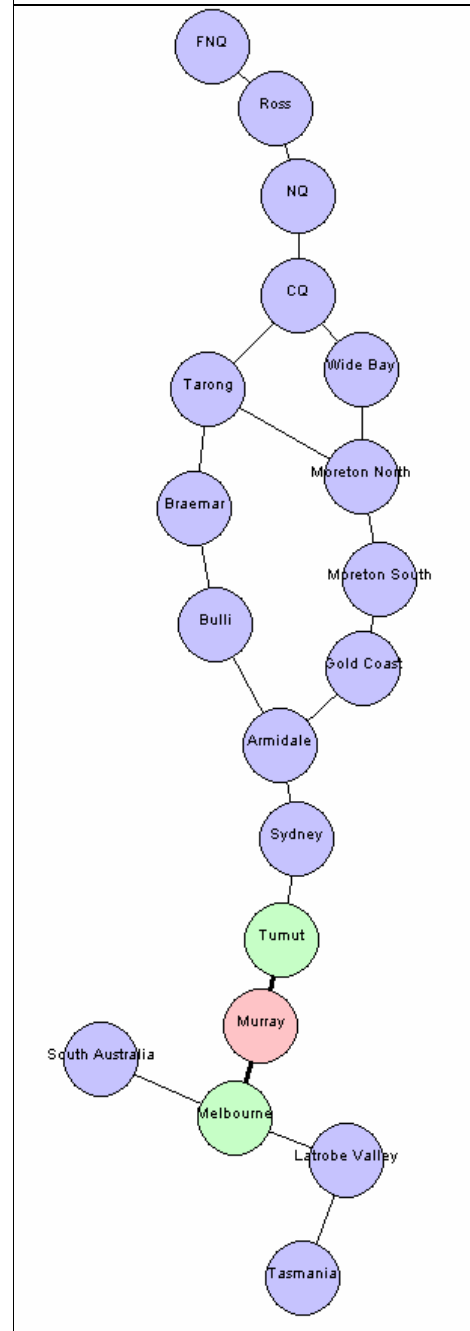 FNQ
Ross
NQ
CQ
Wide Bay
Tarong
Moreton North
Braemar
Moreton South
Bulli
Gold Coast
Armidale
Sydney
Tumut
Murray
South Australia
Melbourne
Latrobe Valley
Tasmania